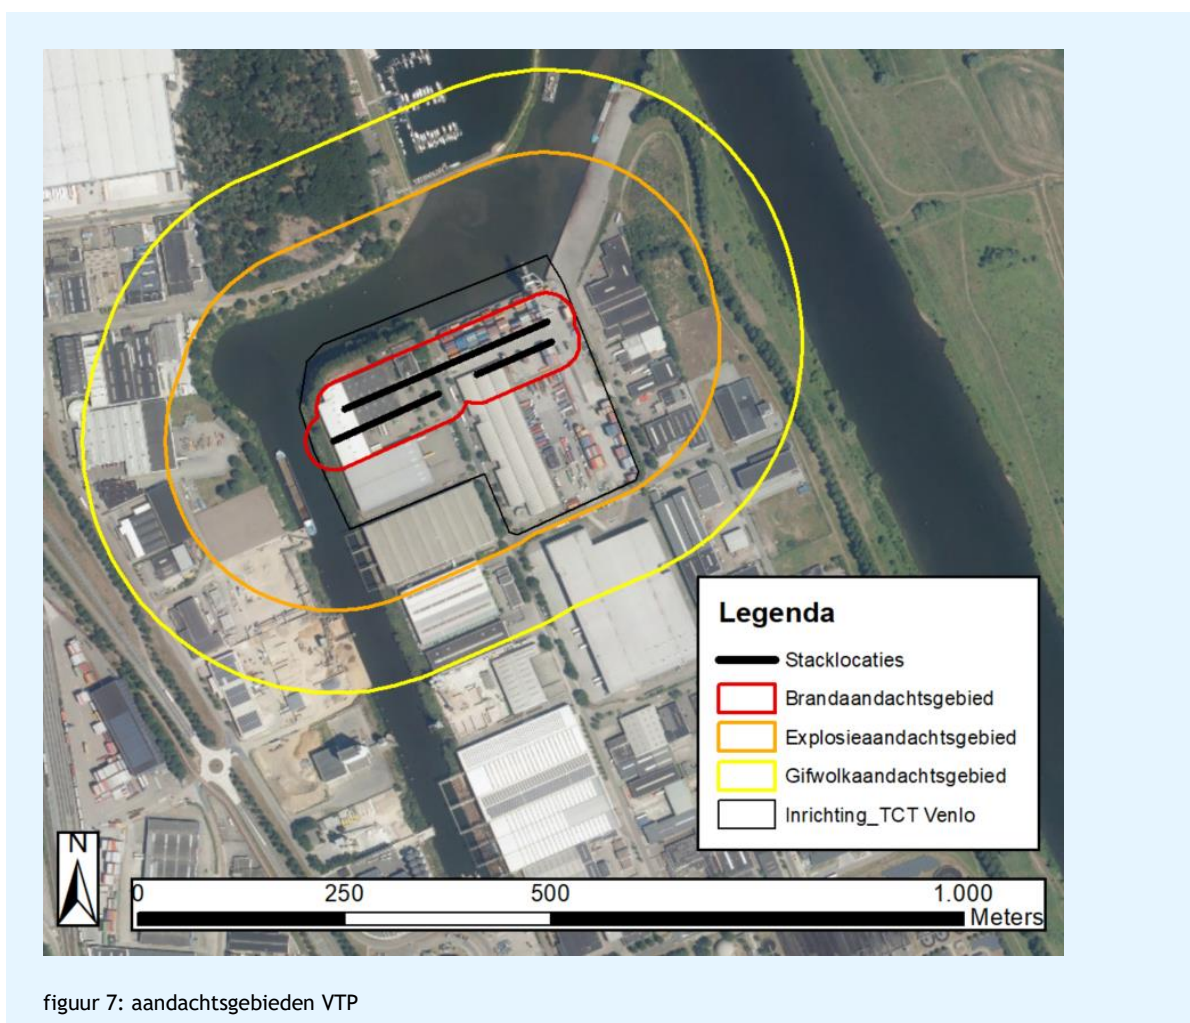 Legenda
Stacklocaties
Brandaandachtsgebied
Explosieaandachtsgebied
Gifwolkaandachtsgebied
Inrichting_TCT Venlo
N
0 250 500 1.000
Meters
figuur 7: aandachtsgebieden VTP